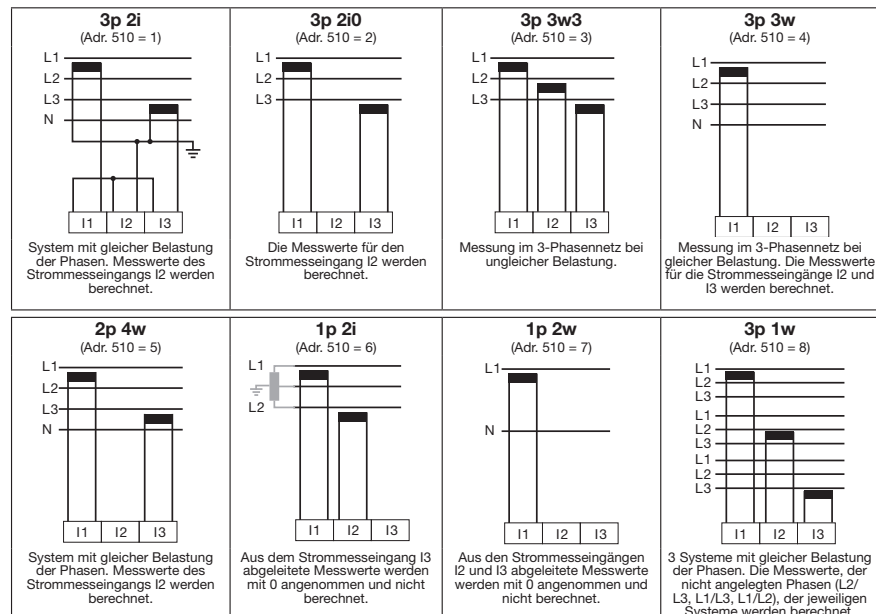 3p 2i
(Adr. 510 = 1)
L1
L2
L3
N
I1 I2 I3
System mit gleicher Belastung
der Phasen. Messwerte des
Strommesseingangs I2 werden
berechnet.
3p 2i0
(Adr. 510 = 2)
L1
L2
L3
I1 I2 I3
Die Messwerte für den
Strommesseingang I2 werden
berechnet.
3p 3w3
(Adr. 510 = 3)
L1
L2
L3
I1 I2 I3
Messung im 3-Phasennetz bei
ungleicher Belastung.
3p 3w
(Adr. 510 = 4)
L1
L2
L3
N
I1 I2 I3
Messung im 3-Phasennetz bei
gleicher Belastung. Die Messwerte
für die Strommesseingänge I2 und
I3 werden berechnet.
2p 4w
(Adr. 510 = 5)
L1
L2
L3
N
I1 I2 I3
System mit gleicher Belastung
der Phasen. Messwerte des
Strommesseingangs I2 werden
berechnet.
1p 2i
(Adr. 510 = 6)
L1
L2
I1 I2 I3
Aus dem Strommesseingang I3
abgeleitete Messwerte werden
mit 0 angenommen und nicht
berechnet.
1p 2w
(Adr. 510 = 7)
L1
N
I1 I2 I3
Aus den Strommesseingängen
I2 und I3 abgeleitete Messwerte
werden mit 0 angenommen und
nicht berechnet.
3p 1w
(Adr. 510 = 8)
L1
L2
L3
L1
L2
L3
L1
L2
L3
I1 I2 I3
3 Systeme mit gleicher Belastung
der Phasen. Die Messwerte, der
nicht angelegten Phasen (L2/
L3, L1/L3, L1/L2), der jeweiligen
Systeme werden berechnet